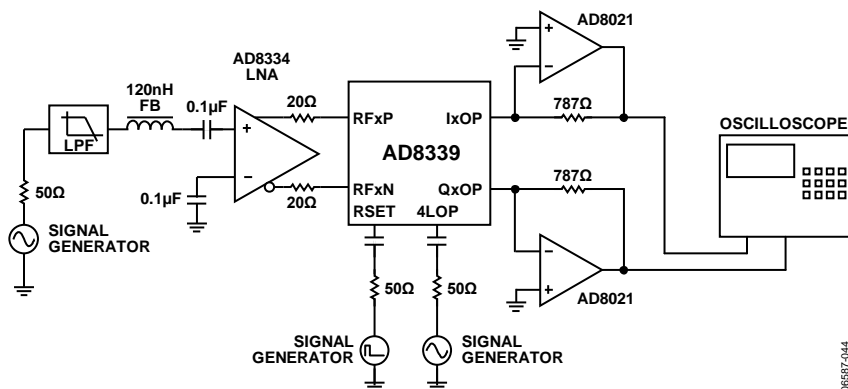 AD8334
LNA
120nH
FB
0.1µF
20Ω
LPF
50Ω
SIGNAL
GENERATOR
0.1µF
20Ω
RFxP
IxOP
AD8339
RFxN
QxOP
RSET
4LOP
AD8021
787Ω
787Ω
AD8021
OSCILLOSCOPE
50Ω
50Ω
SIGNAL
GENERATOR
SIGNAL
GENERATOR
06587-044